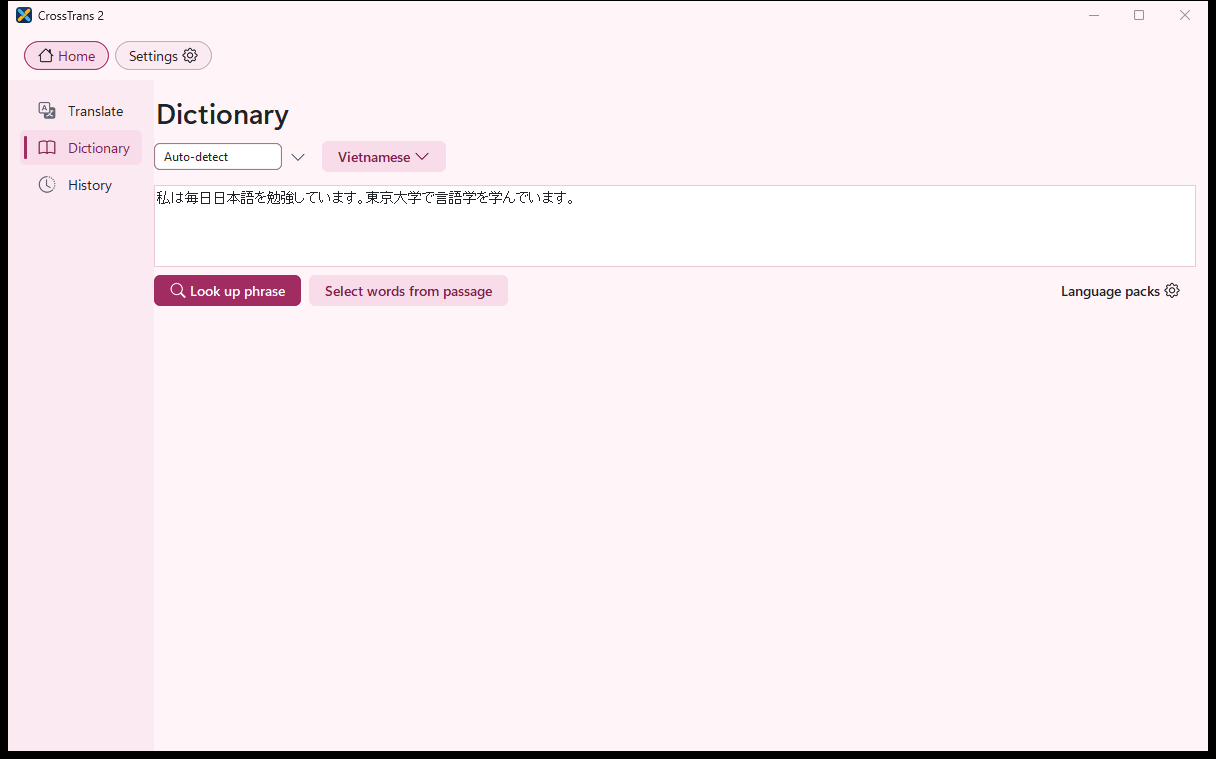 CrossTrans 2
Home
Settings
Translate
Dictionary
History
Dictionary
Auto-detect
Vietnamese
私は毎日日本語を勉強しています。東京大学で言語学を学んでいます。
Look up phrase
Select words from passage
Language packs